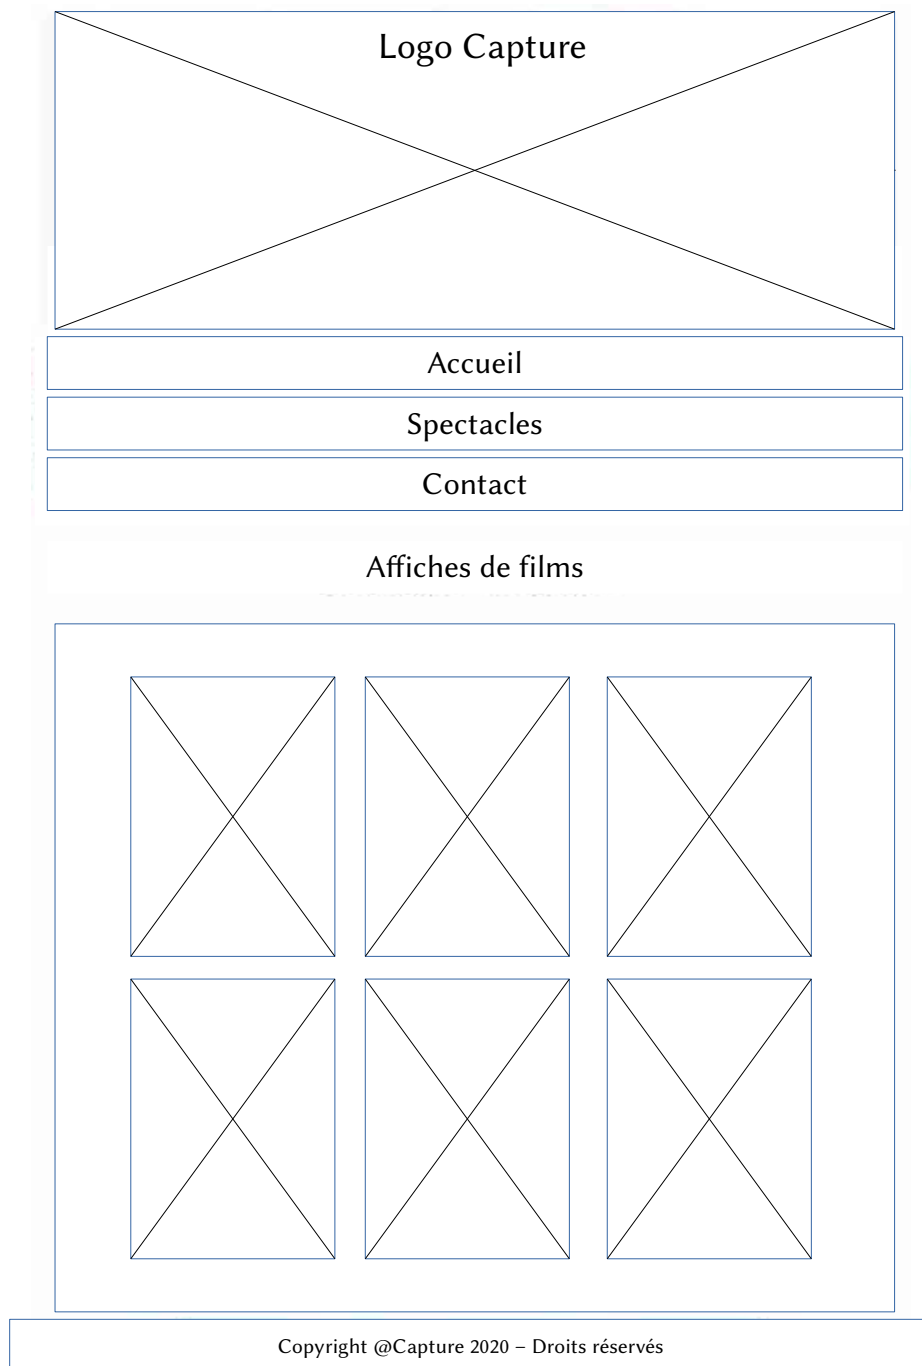 Logo Capture
Accueil
Spectacles
Contact
Affiches de films
Copyright @Capture 2020 – Droits réservés